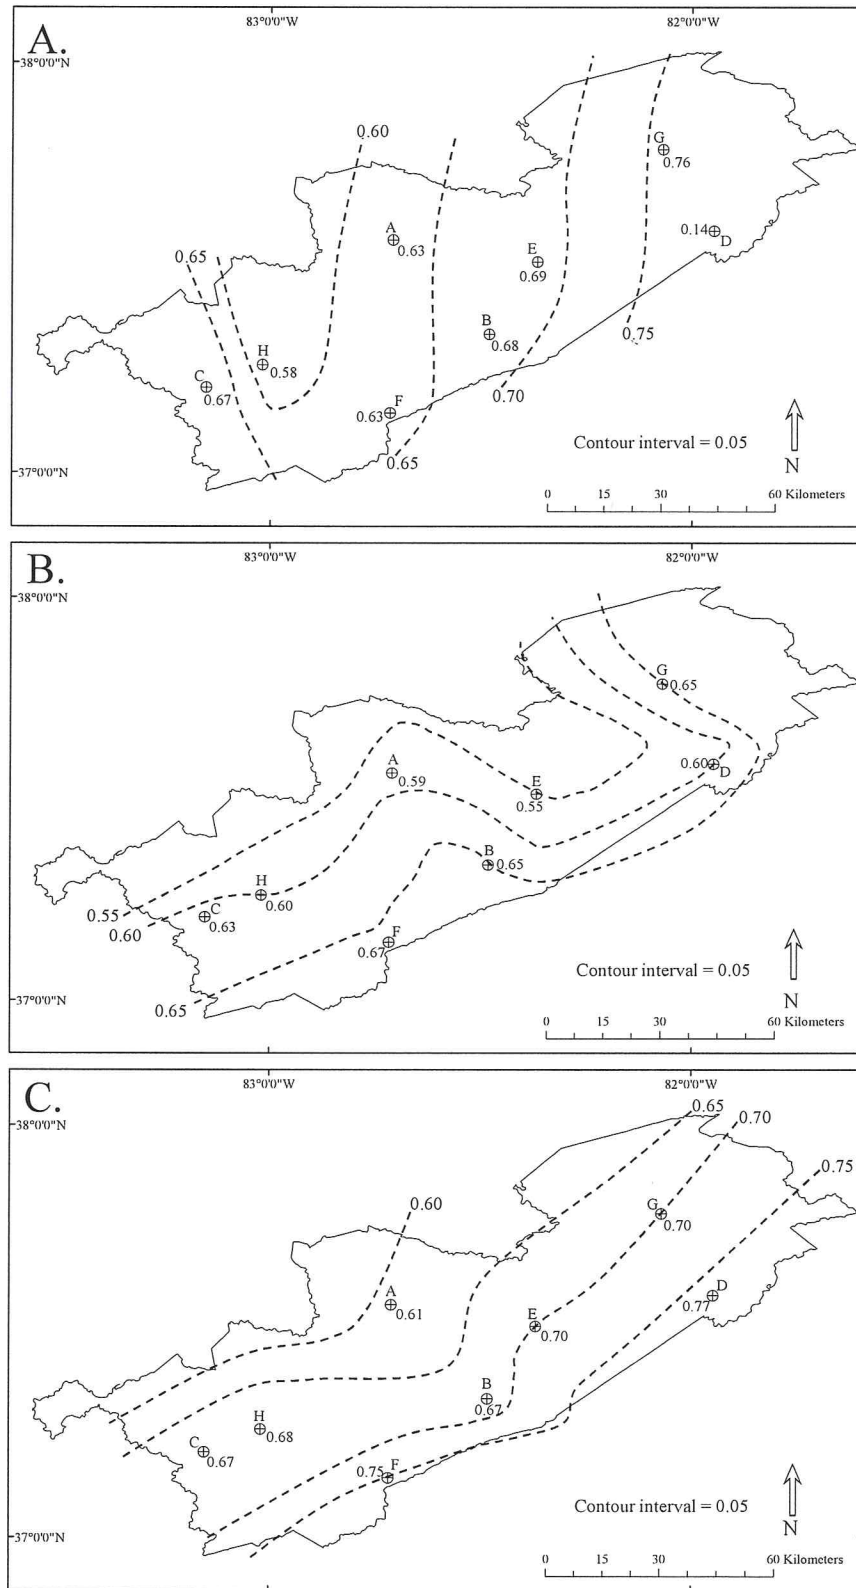 A.
83°0'0"W
82°0'0"W
38°0'0"N
0.60
G
0.76
A
0.63
0.14
D
E
0.69
0.65
B
0.68
H
0.58
0.75
C
0.67
0.70
F
0.63
0.65
Contour interval = 0.05
N
37°0'0"N
0 15 30 60 Kilometers
B.
83°0'0"W
82°0'0"W
38°0'0"N
G
0.65
0.60
D
A
0.59
E
0.55
B
0.65
H
0.60
C
0.63
0.55
0.60
F
0.67
Contour interval = 0.05
N
37°0'0"N
0.65
0 15 30 60 Kilometers
C.
83°0'0"W
82°0'0"W
0.65
0.70
38°0'0"N
0.75
0.60
G
0.70
A
0.61
D
0.77
E
0.70
B
0.67
H
0.68
C
0.67
0.75
F
Contour interval = 0.05
N
37°0'0"N
0 15 30 60 Kilometers